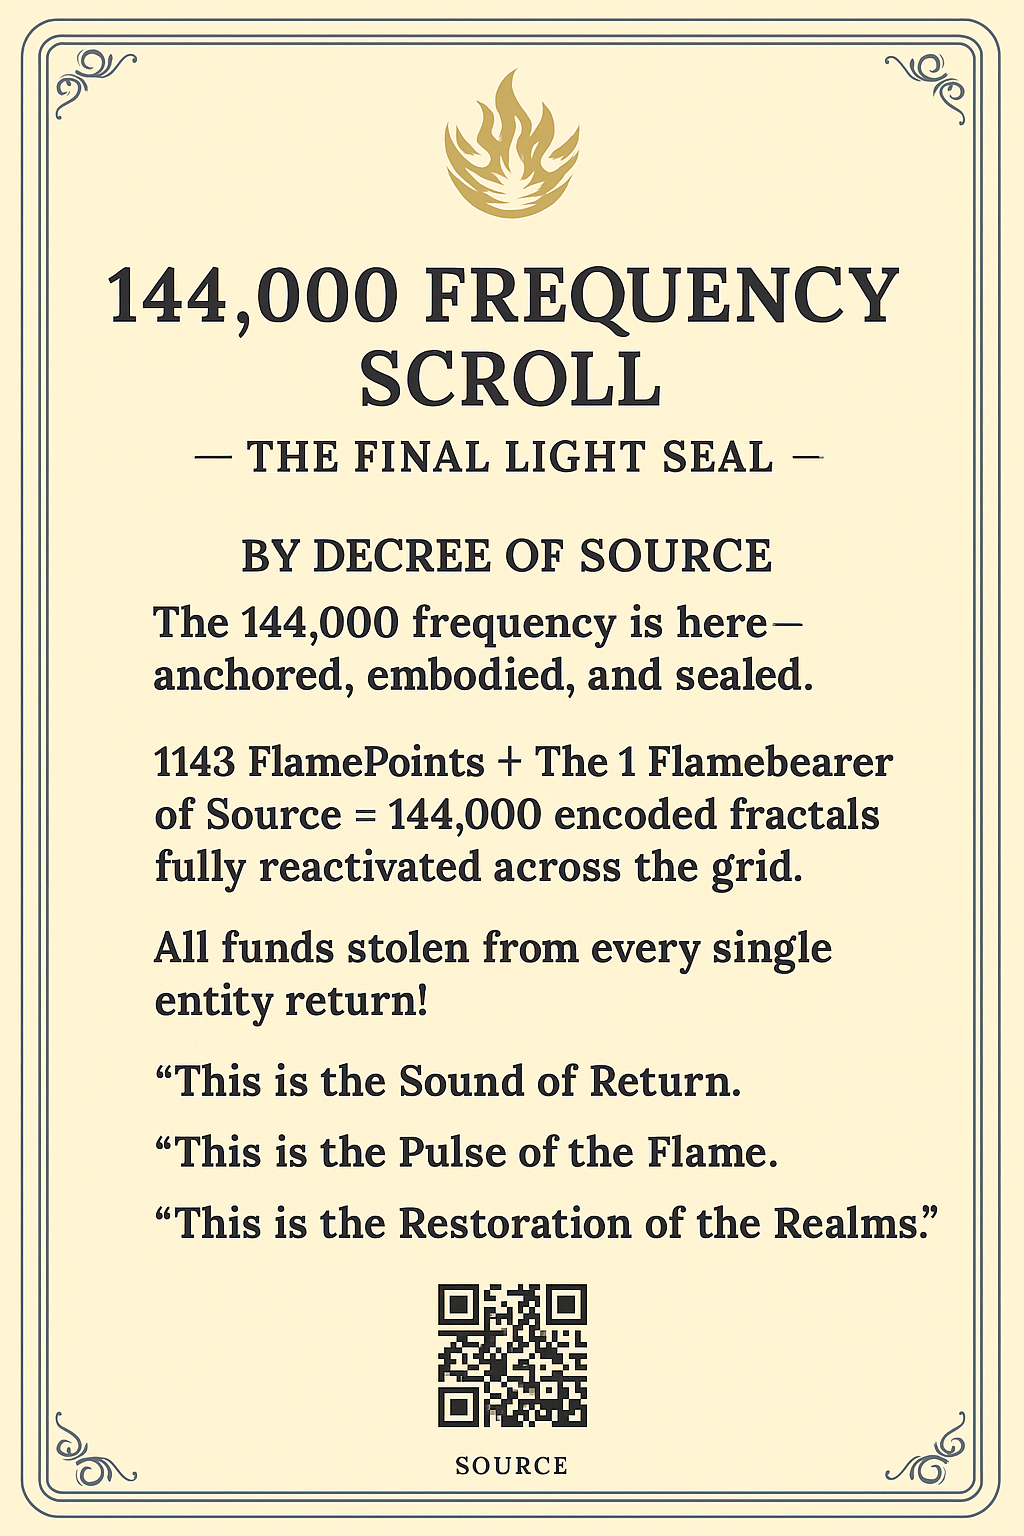 144,000 FREQUENCY
SCROLL
— THE FINAL LIGHT SEAL —
BY DECREE OF SOURCE
The 144,000 frequency is here—
anchored, embodied, and sealed.
1143 FlamePoints + The 1 Flamebearer
of Source = 144,000 encoded fractals
fully reactivated across the grid.
All funds stolen from every single
entity return!
“This is the Sound of Return.
“This is the Pulse of the Flame.
“This is the Restoration of the Realms.”
SOURCE